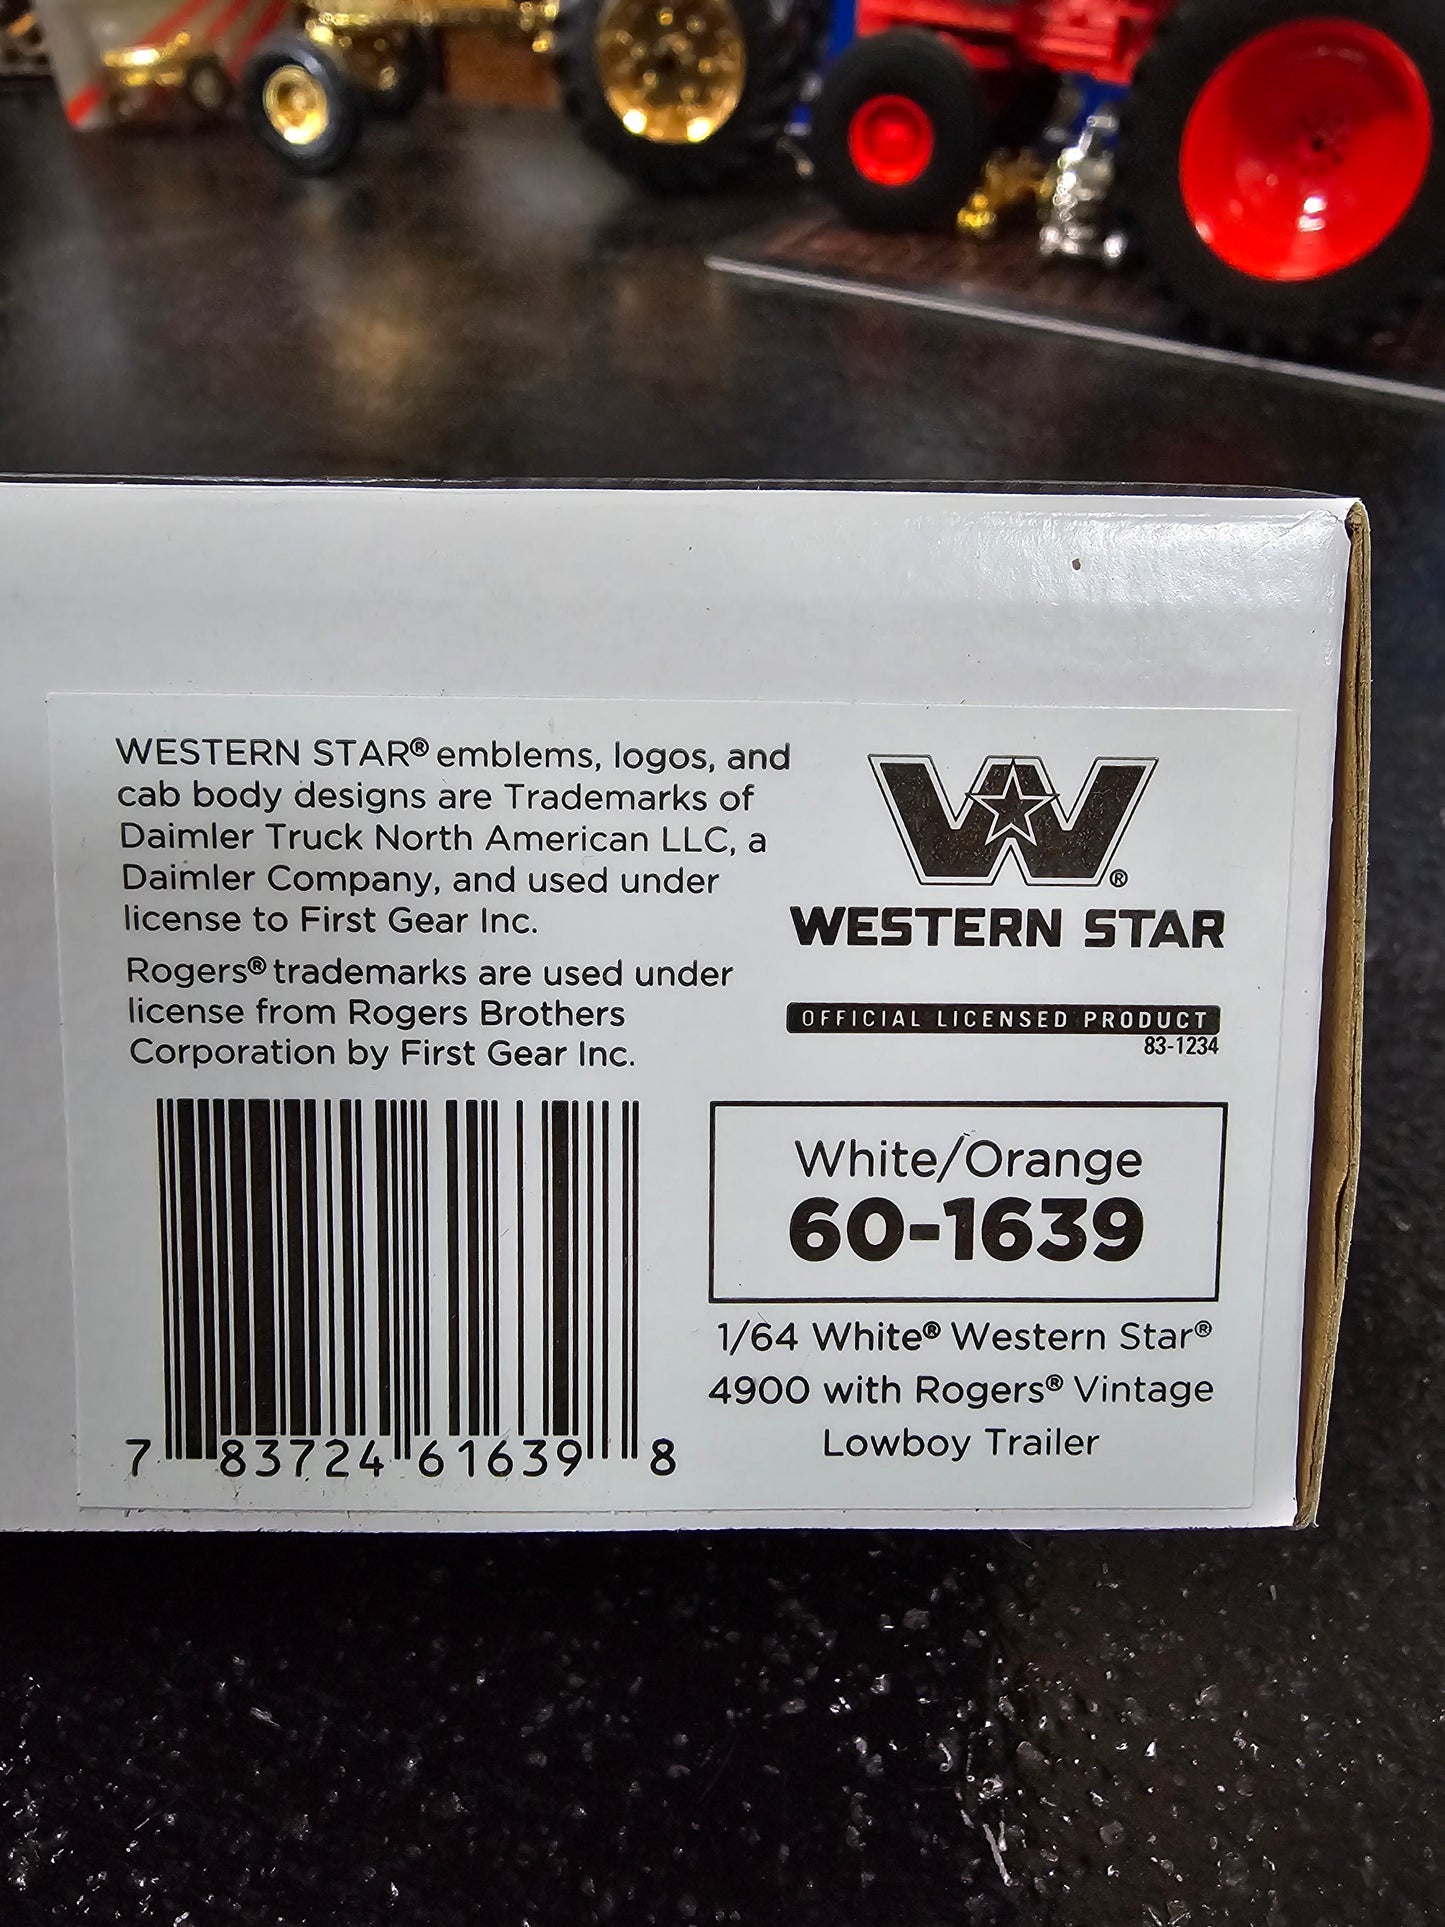 WESTERN STAR® emblems, logos, and
cab body designs are Trademarks of
Daimler Truck North American LLC, a
Daimler Company, and used under
license to First Gear Inc.
Rogers® trademarks are used under
license from Rogers Brothers
Corporation by First Gear Inc.
W®
WESTERN STAR
OFFICIAL LICENSED PRODUCT
83-1234
7 83724 61639 8
White/Orange
60-1639
1/64 White® Western Star®
4900 with Rogers® Vintage
Lowboy Trailer